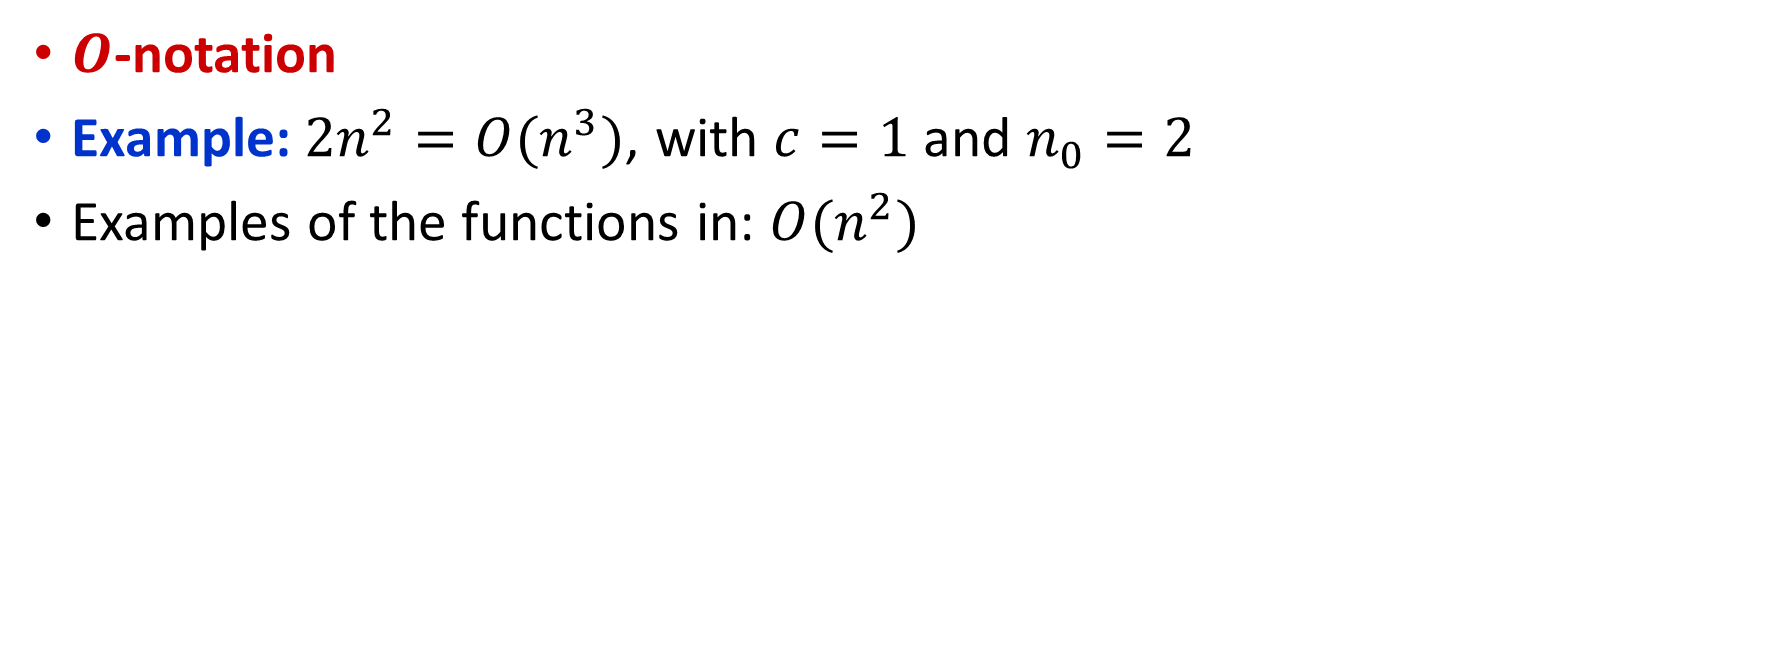 • O-notation
• Example: 2n² = O(n³), with c = 1 and n₀ = 2
• Examples of the functions in: O(n²)